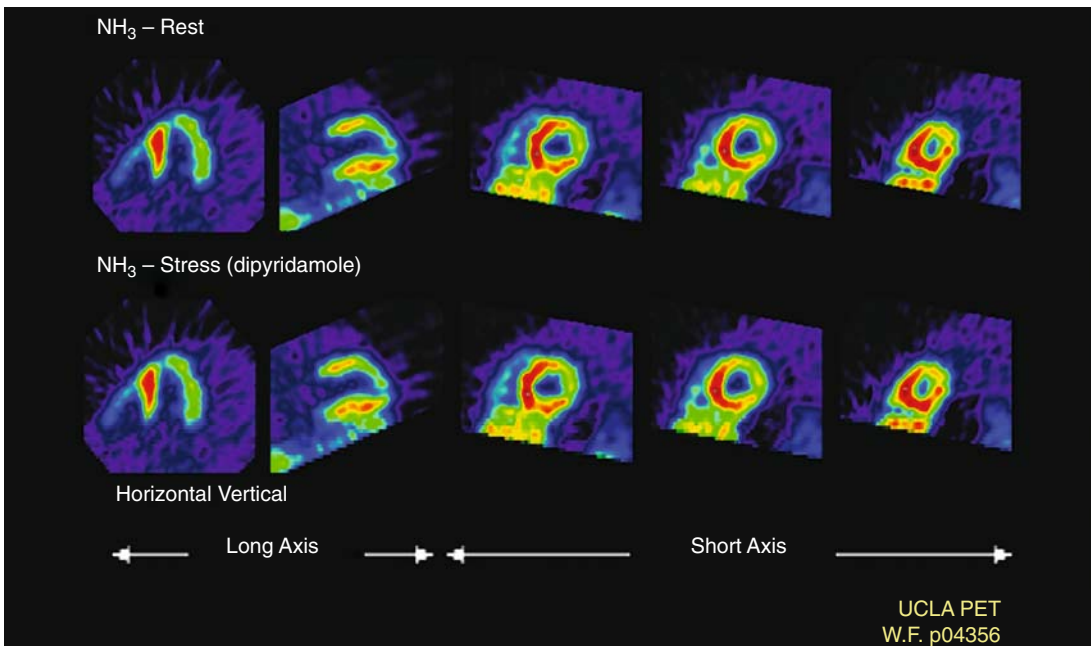 NH₃ – Rest
NH₃ – Stress (dipyridamole)
Horizontal Vertical
Long Axis
Short Axis
UCLA PET
W.F. p04356